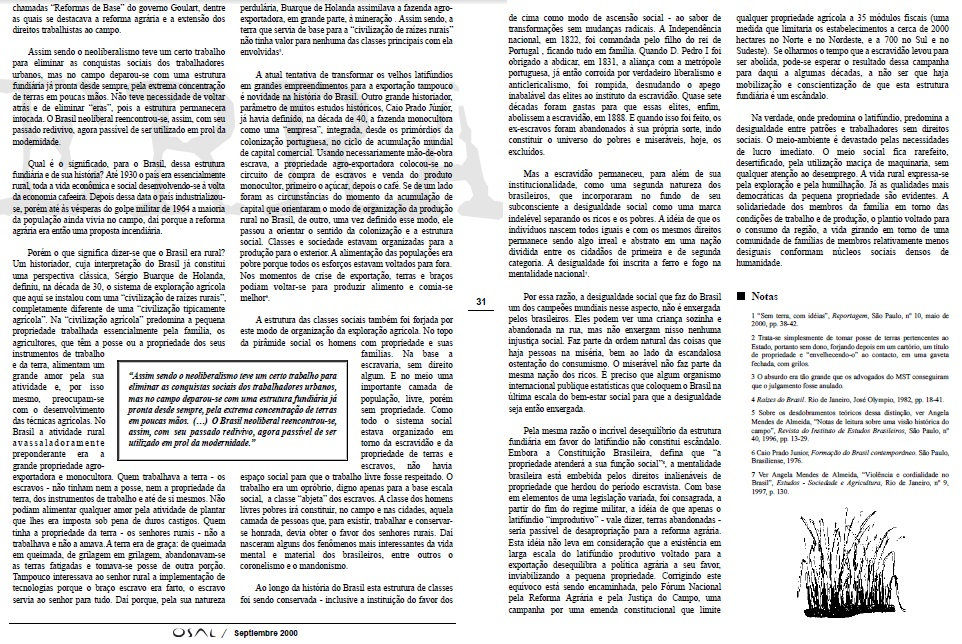 chamadas “Reformas de Base” do governo Goulart, dentre
as quais se destacava a reforma agrária e a extensão dos
direitos trabalhistas ao campo.
Assim sendo o neoliberalismo teve um certo trabalho
para eliminar as conquistas sociais dos trabalhadores
urbanos, mas no campo deparou-se com uma estrutura
fundiária já pronta desde sempre, pela extrema concentração
de terras em poucas mãos. Não teve necessidade de voltar
atrás e de eliminar “eras”, pois a estrutura permanecera
intocada. O Brasil neoliberal reencontrou-se, assim, com seu
passado redivivo, agora passível de ser utilizado em prol da
modernidade.
Qual é o significado, para o Brasil, dessa estrutura
fundiária e de sua história? Até 1930 o país era essencialmente
rural, toda a vida econômica e social desenvolvendo-se à volta
da economia cafeeira. Depois dessa data o país industrializou-
se, porém até às vésperas do golpe militar de 1964 a maioria
da população ainda vivia no campo, daí porque a reforma
agrária era então uma proposta incendiária.
Porém o que significa dizer-se que o Brasil era rural?
Um historiador, cuja interpretação do Brasil já constitui
uma perspectiva clássica, Sérgio Buarque de Holanda,
definiu, na década de 30, o sistema de exploração agrícola
que aqui se instalou com uma “civilização de raízes rurais”,
completamente diferente de uma “civilização tipicamente
agrícola”. Na “civilização agrícola” predomina a pequena
propriedade trabalhada essencialmente pela família, os
agricultores, que têm a posse ou a propriedade dos seus
instrumentos de trabalho
e da terra, alimentam um
grande amor pela sua
atividade e, por isso
mesmo, preocupam-se
com o desenvolvimento
das técnicas agrícolas. No
Brasil a atividade rural
avassaladoramente
preponderante era a
grande propriedade agro-
exportadora e monocultora. Quem trabalhava a terra - os
escravos - não tinham nem a posse, nem a propriedade da
terra, dos instrumentos de trabalho e até de si mesmos. Não
podiam alimentar qualquer amor pela atividade de plantar
que lhes era imposta sob pena de duros castigos. Quem
tinha a propriedade da terra - os senhores rurais - não a
trabalhava e não a amava. A terra era de graça: de queimada
em queimada, de grilagem em grilagem, abandonavam-se
as terras fatigadas e tomava-se posse de outra porção.
Tampouco interessava ao senhor rural a implementação de
tecnologias porque o braço escravo era farto, o escravo
servia ao senhor para tudo. Daí porque, pela sua natureza
perdulária, Buarque de Holanda assimilava a fazenda agro-
exportadora, em grande parte, à mineração . Assim sendo, a
terra que servia de base para a “civilização de raízes rurais”
não tinha valor para nenhuma das classes principais com ela
envolvidas⁵.
A atual tentativa de transformar os velhos latifúndios
em grandes empreendimentos para a exportação tampouco
é novidade na história do Brasil. Outro grande historiador,
parâmetro de muitos estudos históricos, Caio Prado Júnior,
já havia definido, na década de 40, a fazenda monocultora
como uma “empresa”, integrada, desde os primórdios da
colonização portuguesa, no ciclo de acumulação mundial
de capital comercial. Usando necessariamente mão-de-obra
escrava, a propriedade agro-exportadora colocou-se no
circuito de compra de escravos e venda do produto
monocultor, primeiro o açúcar, depois o café. Se de um lado
foram as circunstâncias do momento da acumulação de
capital que orientaram o modo de organização da produção
rural no Brasil, de outro, uma vez definido esse modo, ele
passou a orientar o sentido da colonização e a estrutura
social. Classes e sociedade estavam organizadas para a
produção para o exterior. A alimentação das populações era
pobre porque todos os esforços estavam voltados para fora.
Nos momentos de crise de exportação, terras e braços
podiam voltar-se para produzir alimento e comia-se
melhor⁶.
A estrutura das classes sociais também foi forjada por
este modo de organização da exploração agrícola. No topo
da pirâmide social os homens com propriedade e suas
famílias. Na base a
escravaria, sem direito
algum. E no meio uma
importante camada de
população, livre, porém
sem propriedade. Como
todo o sistema social
estava organizado em
torno da escravidão e da
propriedade de terras e
escravos, não havia
espaço social para que o trabalho livre fosse respeitado. O
trabalho era um opróbrio, digno apenas para a base escala
social, a classe “abjeta” dos escravos. A classe dos homens
livres pobres irá constituir, no campo e nas cidades, aquela
camada de pessoas que, para existir, trabalhar e conservar-
se honrada, devia obter o favor dos senhores rurais. Daí
nasceram alguns dos fenômenos mais interessantes da vida
mental e material dos brasileiros, entre outros o
coronelismo e o mandonismo.
Ao longo da história do Brasil esta estrutura de classes
foi sendo conservada - inclusive a instituição do favor dos
“Assim sendo o neoliberalismo teve um certo trabalho para
eliminar as conquistas sociais dos trabalhadores urbanos,
mas no campo deparou-se com uma estrutura fundiária já
pronta desde sempre, pela extrema concentração de terras
em poucas mãos. (…) O Brasil neoliberal reencontrou-se,
assim, com seu passado redivivo, agora passível de ser
utilizado em prol da modernidade.”
OSAL / Septiembre 2000
31
de cima como modo de ascensão social - ao sabor de
transformações sem mudanças radicais. A Independência
nacional, em 1822, foi comandada pelo filho do rei de
Portugal , ficando tudo em família. Quando D. Pedro I foi
obrigado a abdicar, em 1831, a aliança com a metrópole
portuguesa, já então corroída por verdadeiro liberalismo e
anticlericalismo, foi rompida, desnudando o apego
inabalável das elites ao instituto da escravidão. Quase sete
décadas foram gastas para que essas elites, enfim,
abolissem a escravidão, em 1888. E quando isso foi feito, os
ex-escravos foram abandonados à sua própria sorte, indo
constituir o universo do pobres e miseráveis, hoje, os
excluídos.
Mas a escravidão permaneceu, para além de sua
institucionalidade, como uma segunda natureza dos
brasileiros, que incorporaram no fundo de seu
subconsciente a desigualdade social como uma marca
indelével separando os ricos e os pobres. A idéia de que os
indivíduos nascem todos iguais e com os mesmos direitos
permanece sendo algo irreal e abstrato em uma nação
dividida entre os cidadãos de primeira e de segunda
categoria. A desigualdade foi inscrita a ferro e fogo na
mentalidade nacional⁷.
Por essa razão, a desigualdade social que faz do Brasil
um dos campeões mundiais nesse aspecto, não é enxergada
pelos brasileiros. Eles podem ver uma criança sozinha e
abandonada na rua, mas não enxergam nisso nenhuma
injustiça social. Faz parte da ordem natural das coisas que
haja pessoas na miséria, bem ao lado da escandalosa
ostentação do consumismo. O miserável não faz parte da
mesma nação dos ricos. É preciso que algum organismo
internacional publique estatísticas que coloquem o Brasil na
última escala do bem-estar social para que a desigualdade
seja então enxergada.
Pela mesma razão o incrível desequilíbrio da estrutura
fundiária em favor do latifúndio não constitui escândalo.
Embora a Constituição Brasileira, defina que “a
propriedade atenderá a sua função social”⁸, a mentalidade
brasileira está embebida pelos direitos inalienáveis de
propriedade que herdou do período escravista. Com base
em elementos de uma legislação variada, foi consagrada, a
partir do fim do regime militar, a idéia de que apenas o
latifúndio “improdutivo” - vale dizer, terras abandonadas -
seria passível de desapropriação para a reforma agrária.
Esta idéia não leva em consideração que a existência em
larga escala do latifúndio produtivo voltado para a
exportação desequilibra a política agrária a seu favor,
inviabilizando a pequena propriedade. Corrigindo este
equívoco está sendo encaminhada, pelo Fórum Nacional
pela Reforma Agrária e pela Justiça do Campo, uma
campanha por uma emenda constitucional que limite
qualquer propriedade agrícola a 35 módulos fiscais (uma
medida que limitaria os estabelecimentos a cerca de 2000
hectares no Norte e no Nordeste, e a 700 no Sul e no
Sudeste). Se olharmos o tempo que a escravidão levou para
ser abolida, pode-se esperar o resultado dessa campanha
para daqui a algumas décadas, a não ser que haja
mobilização e conscientização de que esta estrutura
fundiária é um escândalo.
Na verdade, onde predomina o latifúndio, predomina a
desigualdade entre patrões e trabalhadores sem direitos
sociais. O meio-ambiente é devastado pelas necessidades
de lucro imediato. O meio social fica rarefeito,
desertificado, pela utilização maciça de maquinaria, sem
qualquer atenção ao desemprego. A vida rural expressa-se
pela exploração e pela humilhação. Já as qualidades mais
democráticas da pequena propriedade são evidentes. A
solidariedade dos membros da família em torno das
condições de trabalho e de produção, o plantio voltado para
o consumo da região, a vida girando em torno de uma
comunidade de famílias de membros relativamente menos
desiguais conformam núcleos sociais densos de
humanidade.
Notas
1 “Sem terra, com idéias”, Reportagem, São Paulo, nº 10, maio de
2000, pp. 38-42.
2 Trata-se simplesmente de tomar posse de terras pertencentes ao
Estado, portanto sem dono, forjando depois em um cartório, um título
de propriedade e “envelhecendo-o” ao contacto, em uma gaveta
fechada, com grilos.
3 O absurdo era tão grande que os advogados do MST conseguiram
que o julgamento fosse anulado.
4 Raízes do Brasil. Rio de Janeiro, José Olympio, 1982, pp. 18-41.
5 Sobre os desdobramentos teóricos dessa distinção, ver Angela
Mendes de Almeida, “Notas de leitura sobre uma visão histórica do
campo”, Revista do Instituto de Estudos Brasileiros, São Paulo, nº
40, 1996, pp. 13-29.
6 Caio Prado Junior, Formação do Brasil contemporâneo. São Paulo,
Brasiliense, 1976.
7 Ver Angela Mendes de Almeida, “Violência e cordialidade no
Brasil”, Estudos - Sociedade e Agricultura, Rio de Janeiro, nº 9,
1997, p. 130.